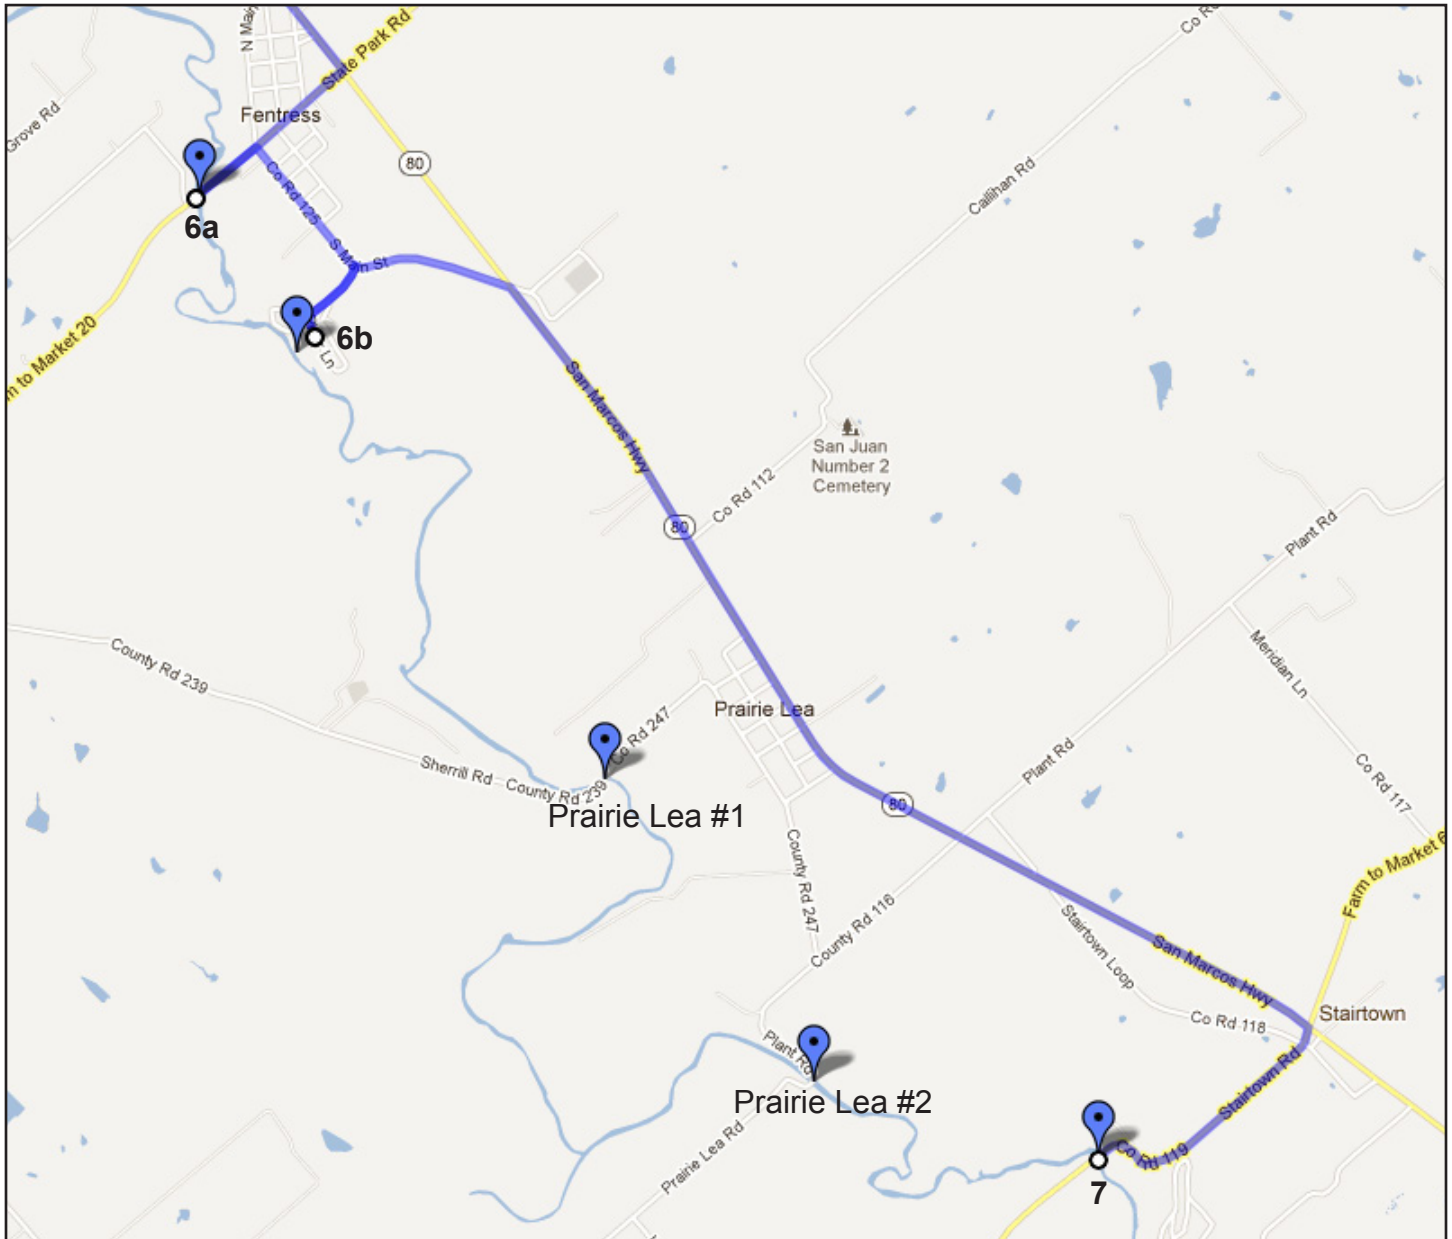 N Main
State Park Rd
Co Rd
Fentress
Grove Rd
80
Callihan Rd
Co Rd 125
6a
S Main St
6b
Ln
m to Market 20
San Marcos Hwy
San Juan
Number 2
Cemetery
Co Rd 112
80
Plant Rd
County Rd 239
Meridian Ln
Prairie Lea
Co Rd 247
Sherrill Rd
County Rd 239
Plant Rd
Co Rd 117
Prairie Lea #1
80
County Rd 247
Farm to Market 6
County Rd 116
Stairtown Loop
San Marcos Hwy
Stairtown
Co Rd 118
Plant Rd
Stairtown Rd
Prairie Lea #2
Prairie Lea Rd
Co Rd 119
7